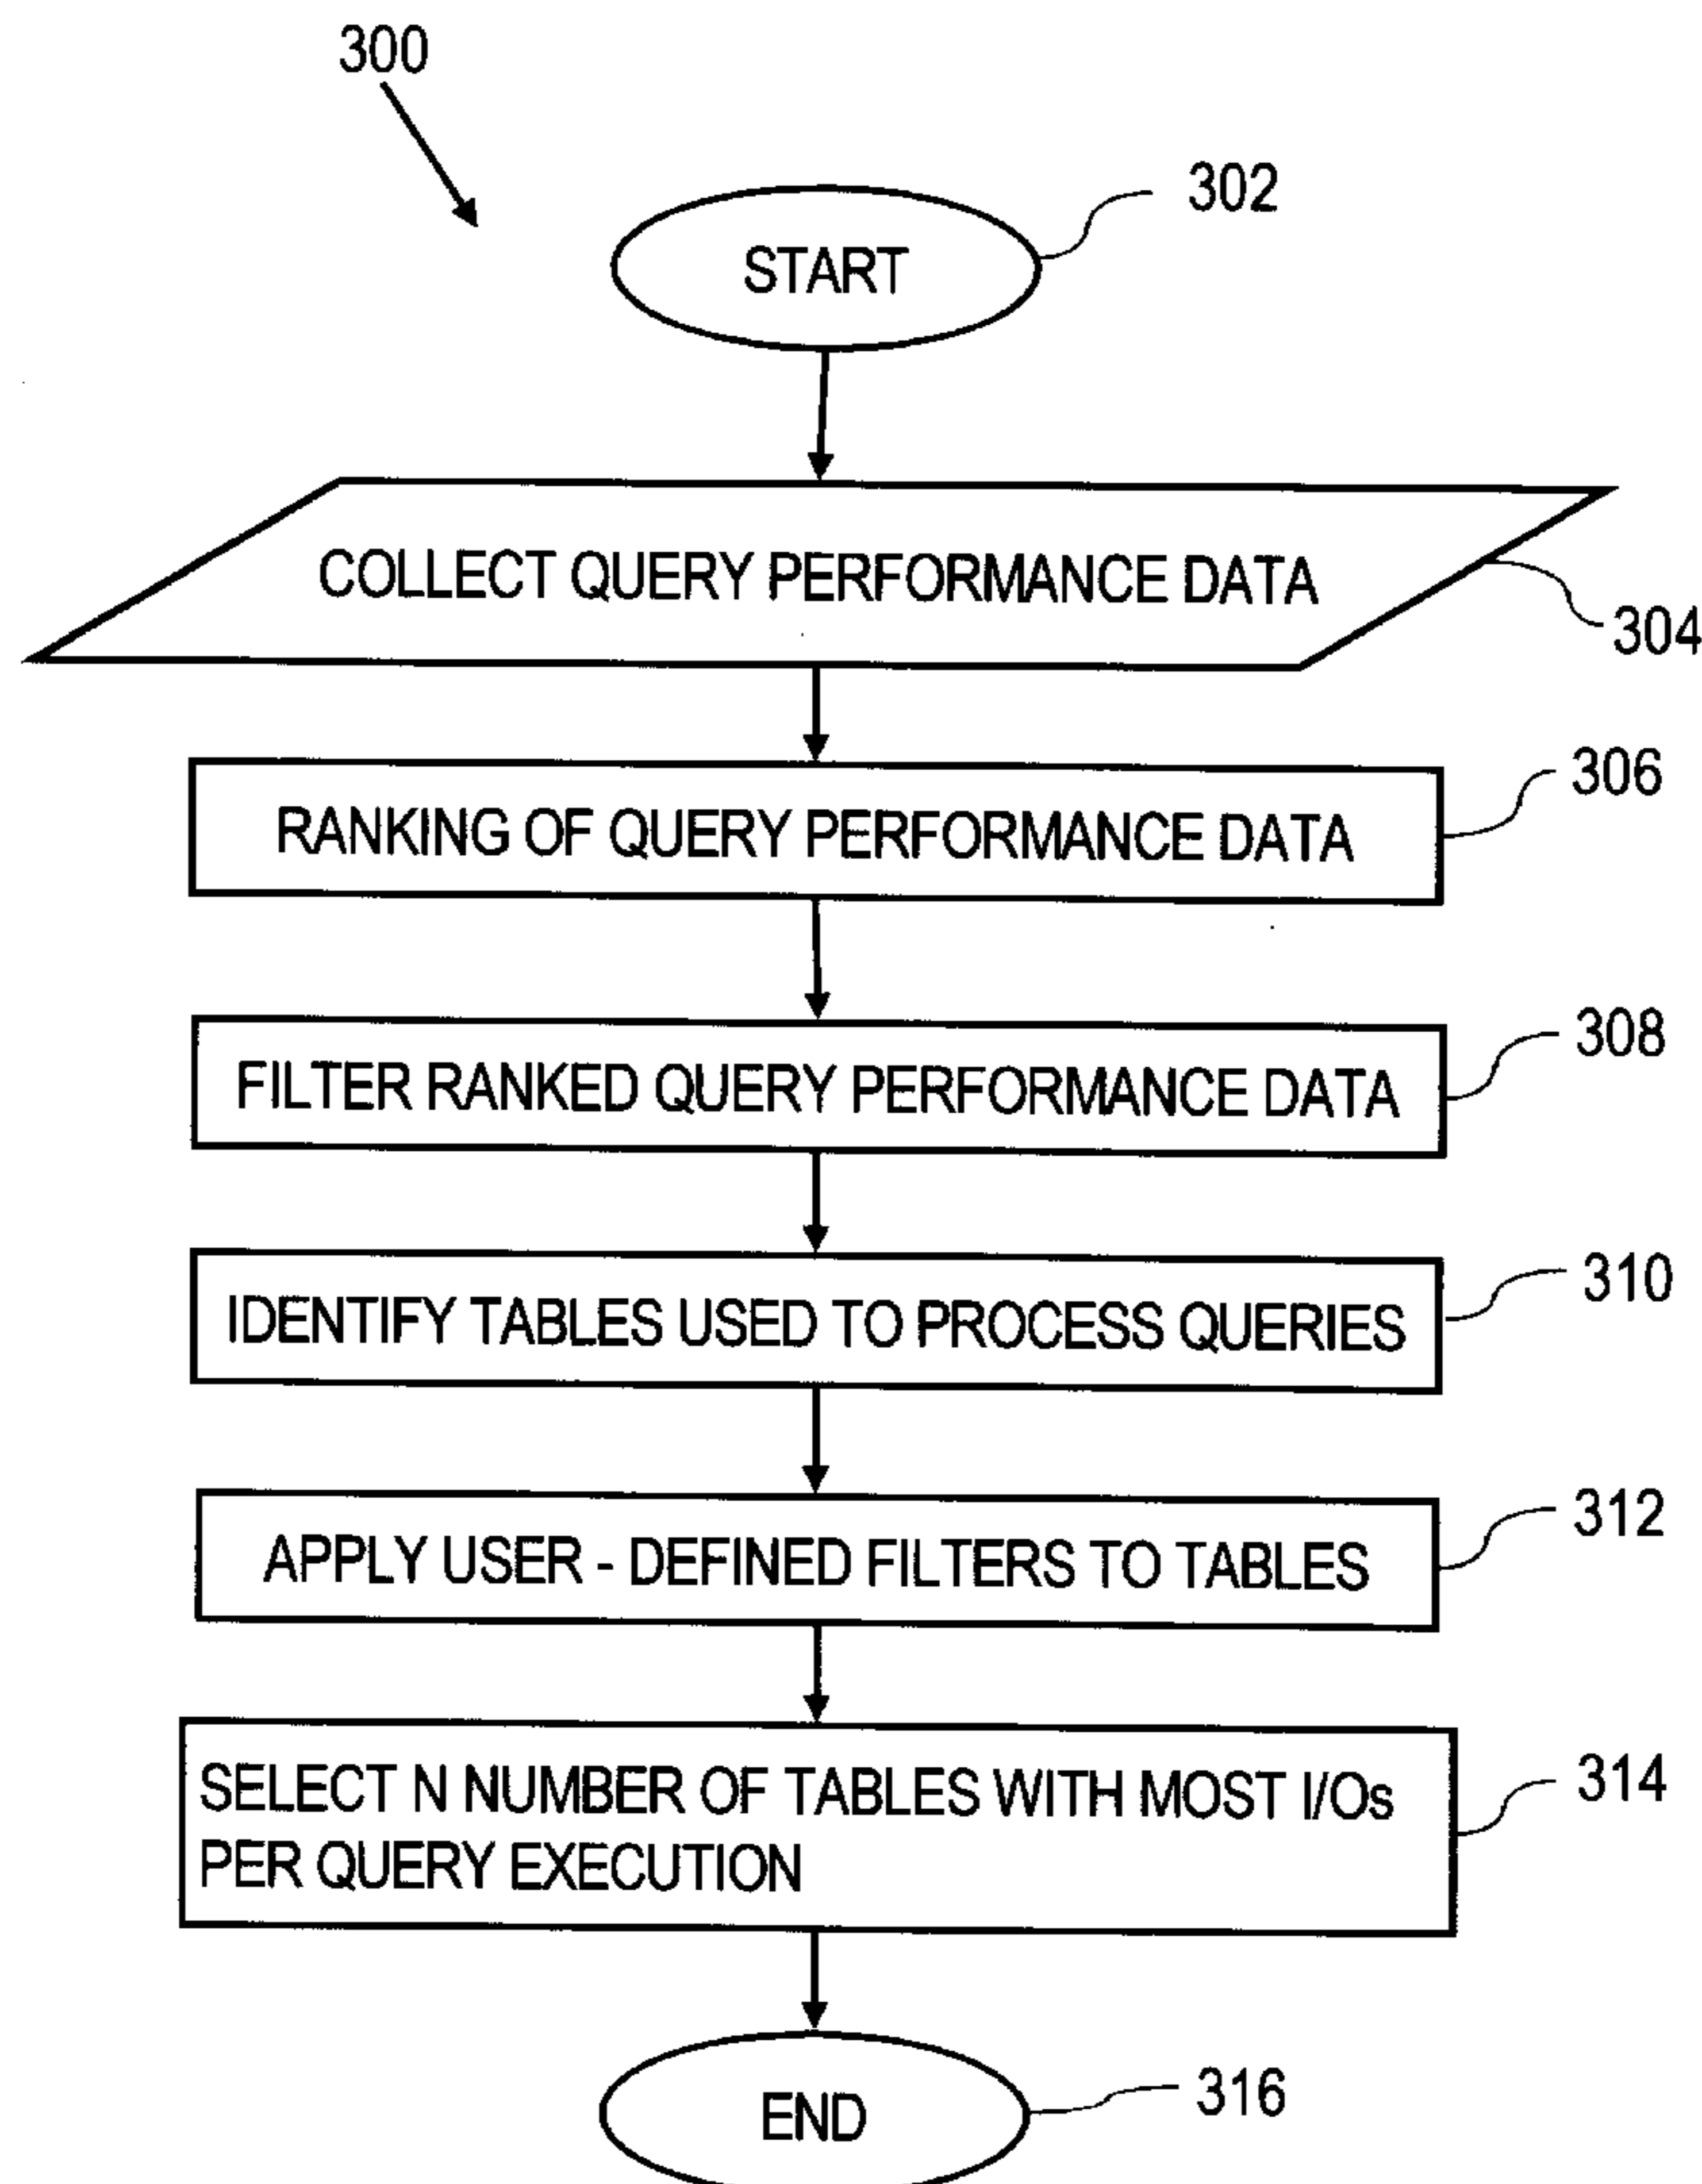 300
302
START
COLLECT QUERY PERFORMANCE DATA
304
306
RANKING OF QUERY PERFORMANCE DATA
308
FILTER RANKED QUERY PERFORMANCE DATA
310
IDENTIFY TABLES USED TO PROCESS QUERIES
312
APPLY USER - DEFINED FILTERS TO TABLES
314
SELECT N NUMBER OF TABLES WITH MOST I/Os
PER QUERY EXECUTION
316
END